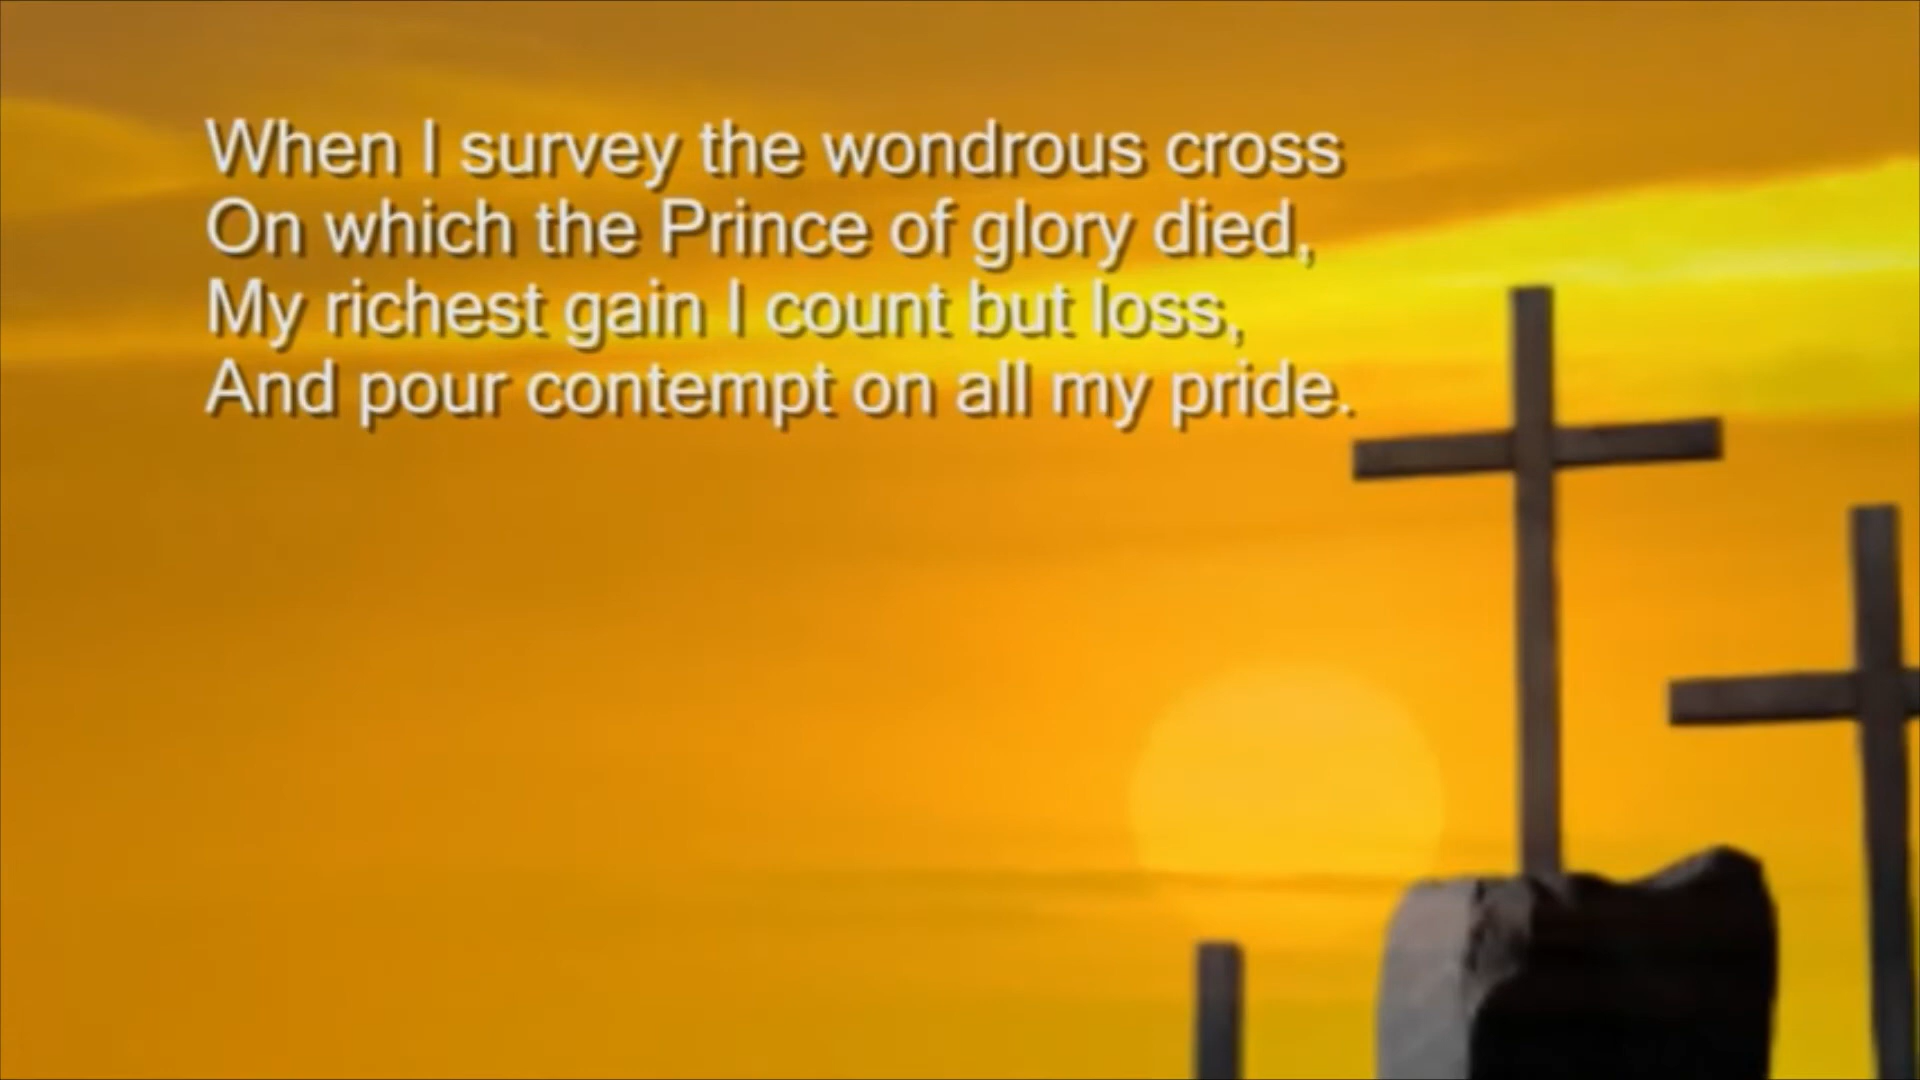 When I survey the wondrous cross
On which the Prince of glory died,
My richest gain I count but loss,
And pour contempt on all my pride.